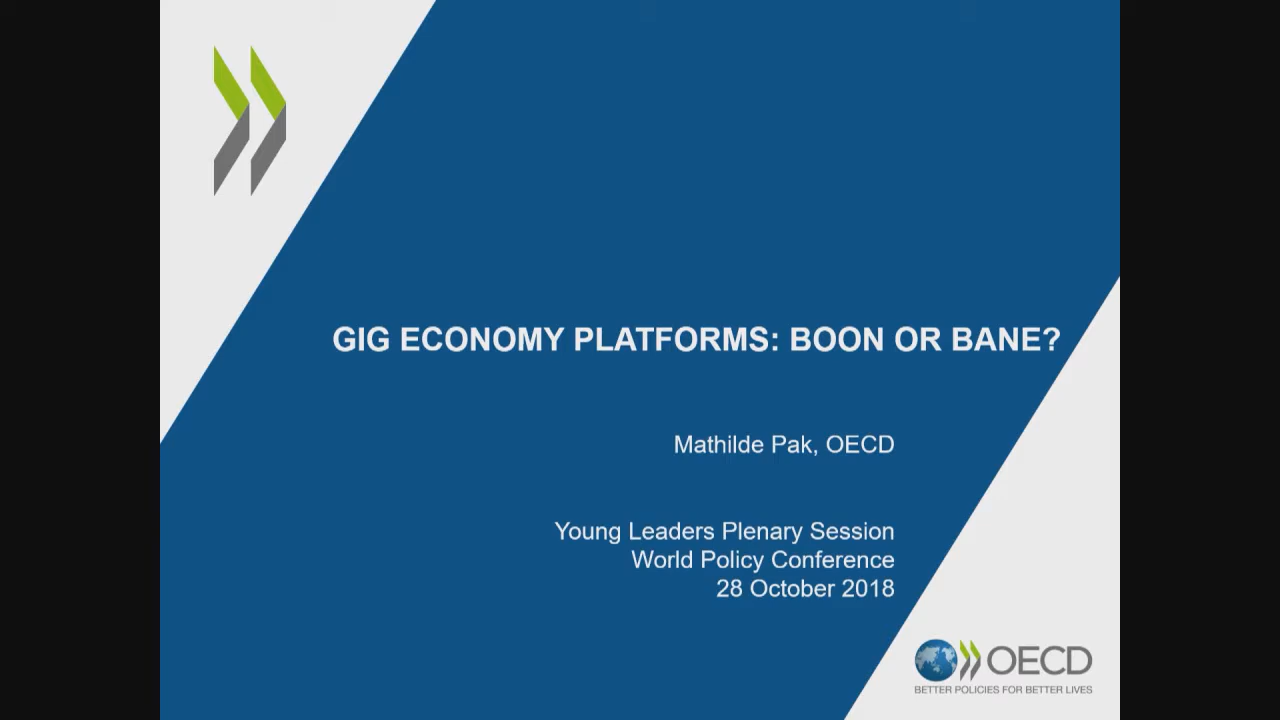 GIG ECONOMY PLATFORMS: BOON OR BANE?
Mathilde Pak, OECD
Young Leaders Plenary Session
World Policy Conference
28 October 2018
OECD
BETTER POLICIES FOR BETTER LIVES